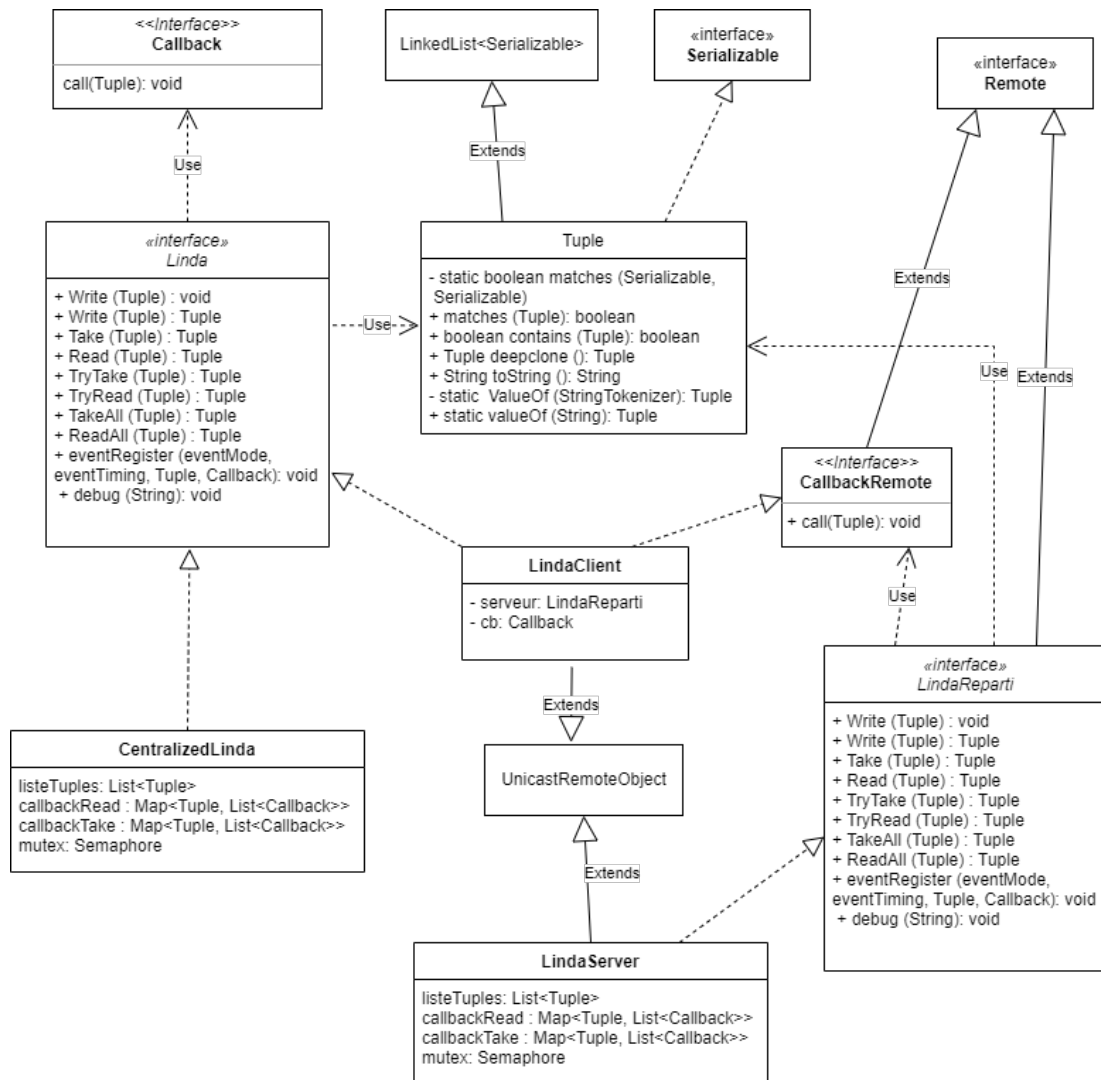 <<Interface>>
Callback
call(Tuple): void
LinkedList<Serializable>
«interface»
Serializable
«interface»
Remote
Use
Extends
Extends
Extends
«interface»
Linda
+ Write (Tuple) : void
+ Write (Tuple) : Tuple
+ Take (Tuple) : Tuple
+ Read (Tuple) : Tuple
+ TryTake (Tuple) : Tuple
+ TryRead (Tuple) : Tuple
+ TakeAll (Tuple) : Tuple
+ ReadAll (Tuple) : Tuple
+ eventRegister (eventMode,
eventTiming, Tuple, Callback): void
+ debug (String): void
Use
Tuple
- static boolean matches (Serializable,
Serializable)
+ matches (Tuple): boolean
+ boolean contains (Tuple): boolean
+ Tuple deepclone (): Tuple
+ String toString (): String
- static ValueOf (StringTokenizer): Tuple
+ static valueOf (String): Tuple
Use
<<Interface>>
CallbackRemote
+ call(Tuple): void
LindaClient
- serveur: LindaReparti
- cb: Callback
Use
Extends
«interface»
LindaReparti
+ Write (Tuple) : void
+ Write (Tuple) : Tuple
+ Take (Tuple) : Tuple
+ Read (Tuple) : Tuple
+ TryTake (Tuple) : Tuple
+ TryRead (Tuple) : Tuple
+ TakeAll (Tuple) : Tuple
+ ReadAll (Tuple) : Tuple
+ eventRegister (eventMode,
eventTiming, Tuple, Callback): void
+ debug (String): void
CentralizedLinda
listeTuples: List<Tuple>
callbackRead : Map<Tuple, List<Callback>>
callbackTake : Map<Tuple, List<Callback>>
mutex: Semaphore
UnicastRemoteObject
Extends
LindaServer
listeTuples: List<Tuple>
callbackRead : Map<Tuple, List<Callback>>
callbackTake : Map<Tuple, List<Callback>>
mutex: Semaphore